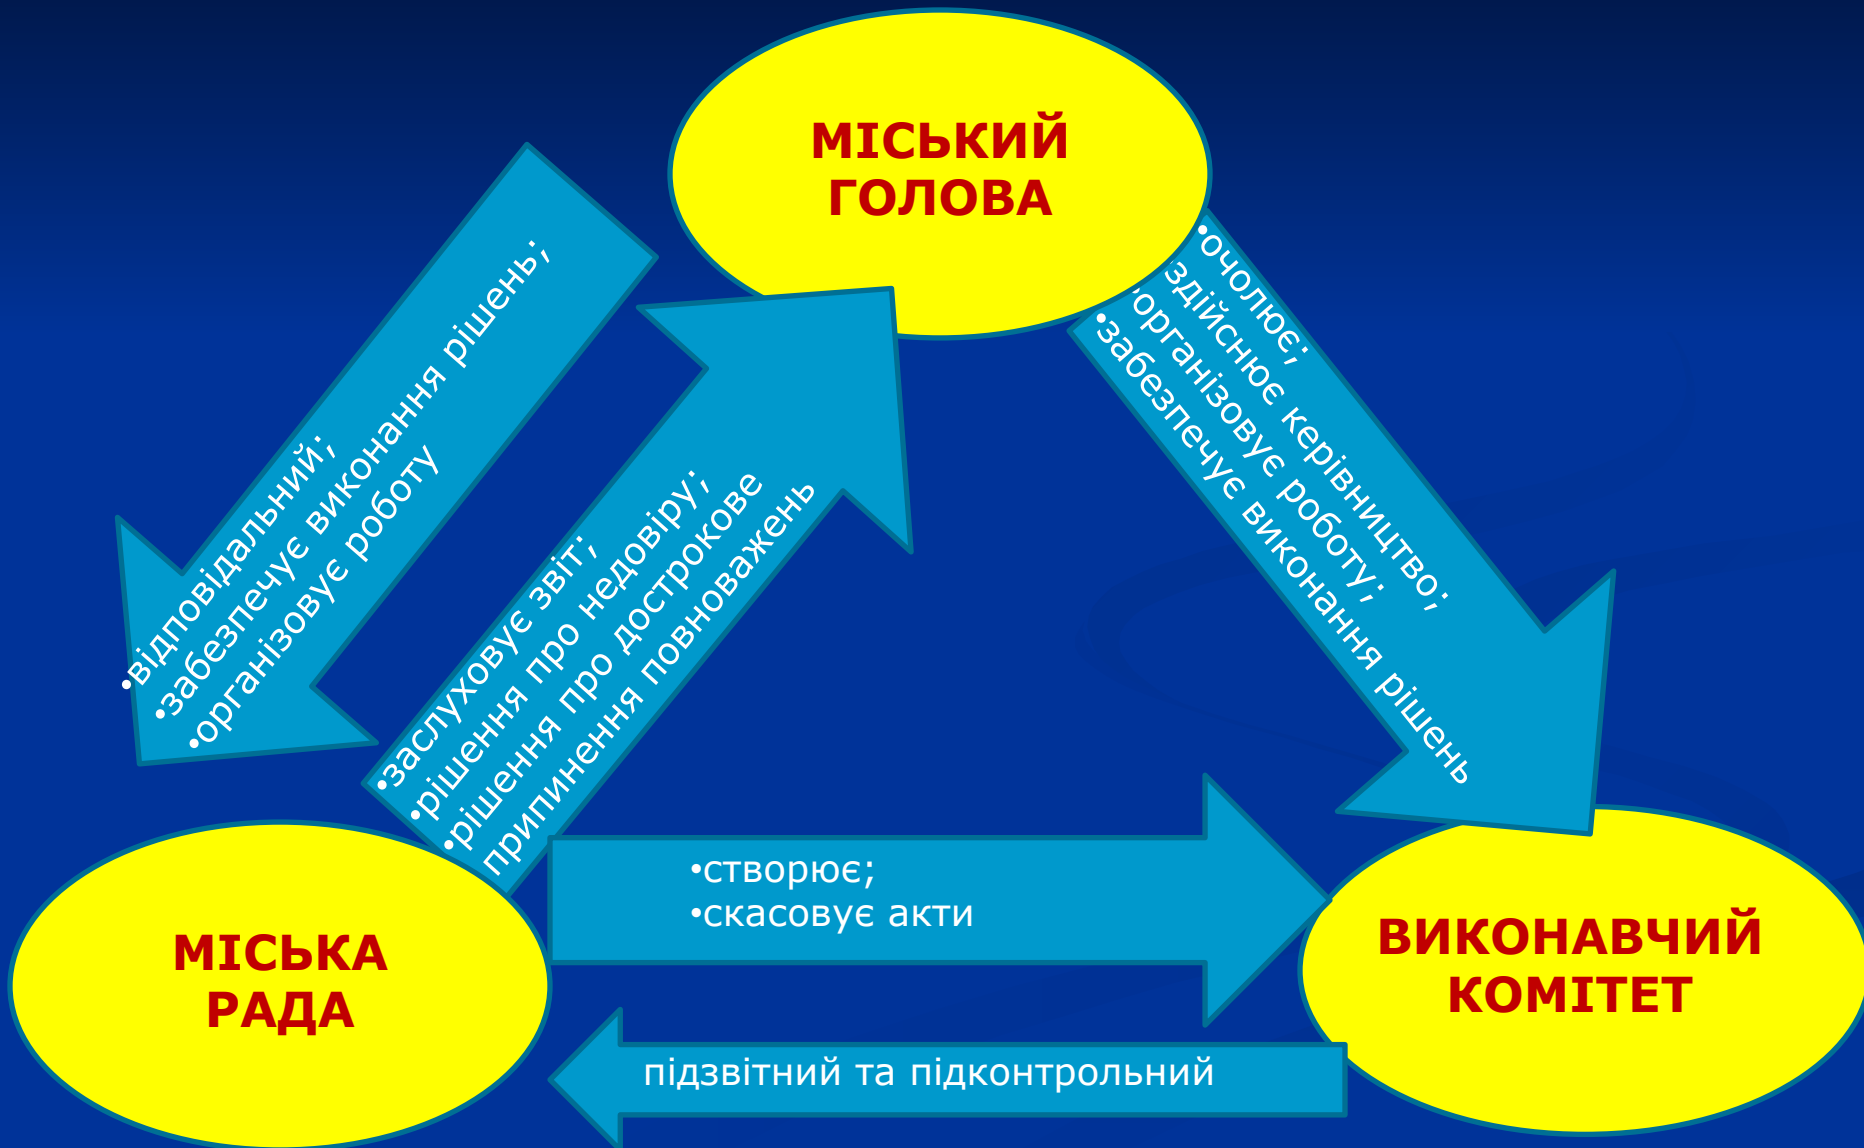 МІСЬКИЙ
ГОЛОВА
•відповідальний;
•забезпечує виконання рішень;
•організовує роботу
•заслуховує звіт;
•рішення про недовіру;
•рішення про дострокове
припинення повноважень
•очолює;
здійснює керівництво;
•організовує роботу;
•забезпечує виконання рішень
•створює;
•скасовує акти
МІСЬКА
РАДА
ВИКОНАВЧИЙ
КОМІТЕТ
підзвітний та підконтрольний